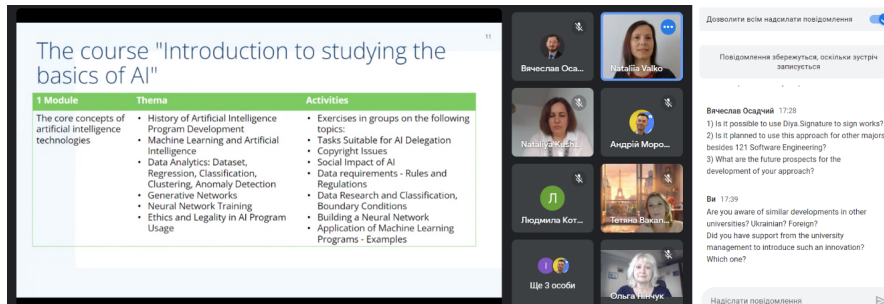 11
The course "Introduction to studying the
basics of AI"
1 Module
Thema
Activities
The core concepts of
artificial intelligence
technologies
• History of Artificial Intelligence
Program Development
• Machine Learning and Artificial
Intelligence
• Data Analytics: Dataset,
Regression, Classification,
Clustering, Anomaly Detection
• Generative Networks
• Neural Network Training
• Ethics and Legality in AI Program
Usage
• Exercises in groups on the following
topics:
• Tasks Suitable for AI Delegation
• Copyright Issues
• Social Impact of AI
• Data requirements - Rules and
Regulations
• Data Research and Classification,
Boundary Conditions
• Building a Neural Network
• Application of Machine Learning
Programs - Examples
Вячеслав Оса...
Nataliia Valko
Nataliya Kush...
Андрій Моро...
Л
Людмила Кот...
Тетяна Вакал...
І
Ще 3 особи
Ольга Пінчук
Дозволити всім надсилати повідомлення
Повідомлення збережуться, оскільки зустріч
записується
Вячеслав Осадчий 17:28
1) Is it possible to use Diya.Signature to sign works?
2) Is it planned to use this approach for other majors
besides 121 Software Engineering?
3) What are the future prospects for the
development of your approach?
Ви 17:39
Are you aware of similar developments in other
universities? Ukrainian? Foreign?
Did you have support from the university
management to introduce such an innovation?
Which one?
Надіслати повідомлення